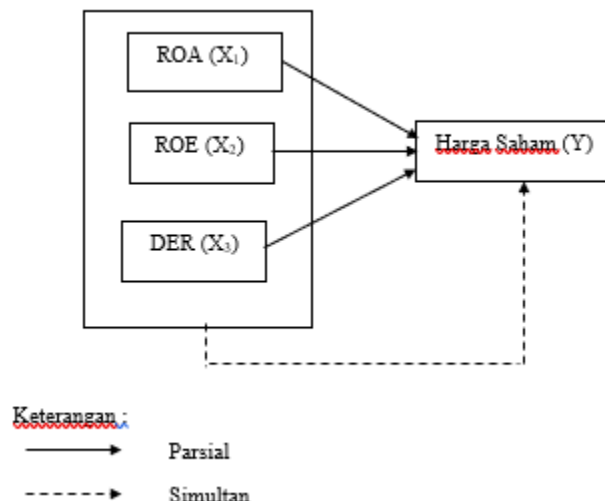 ROA (X₁)
ROE (X₂)
Harga Saham (Y)
DER (X₃)
Keterangan :
Parsial
Simultan